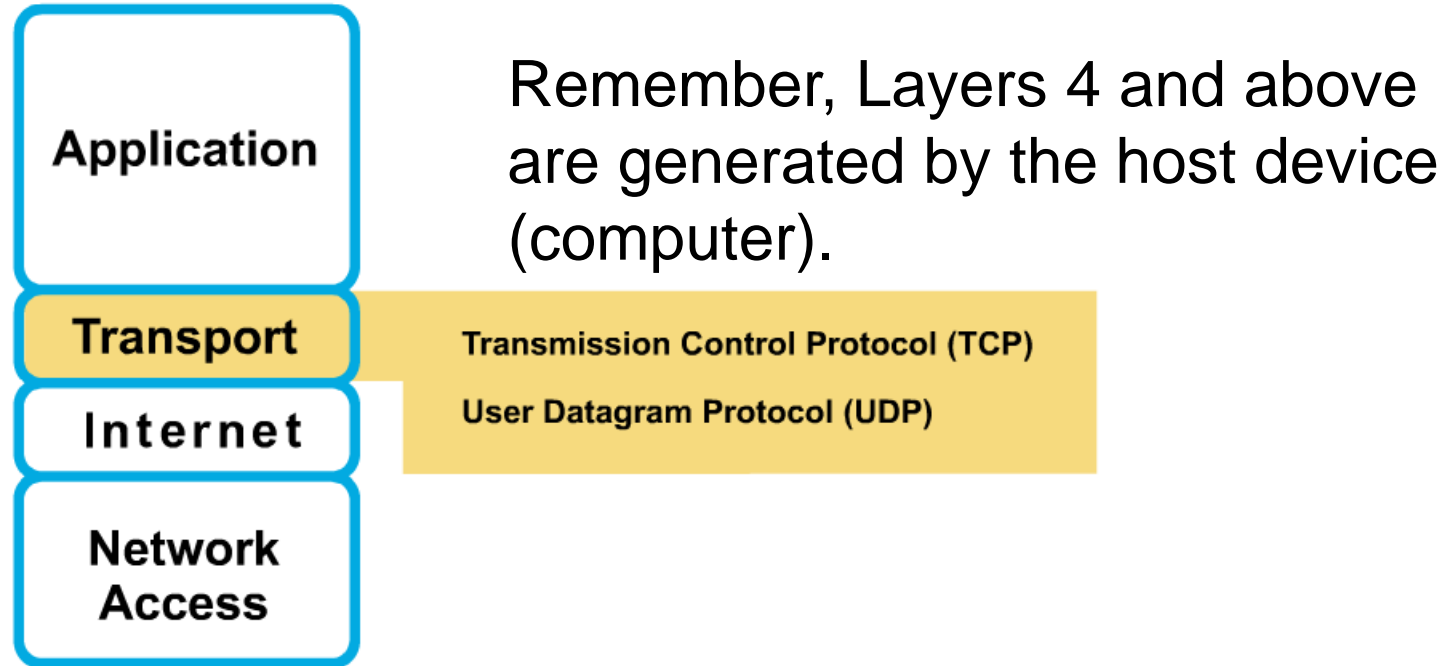 Application
Remember, Layers 4 and above
are generated by the host device
(computer).
Transport
Transmission Control Protocol (TCP)
User Datagram Protocol (UDP)
Internet
Network
Access